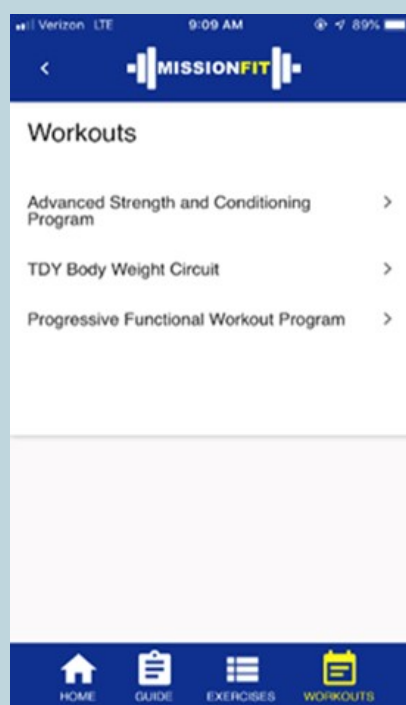 Verizon LTE
9:09 AM
89%
MISSIONFIT
Workouts
Advanced Strength and Conditioning
Program
TDY Body Weight Circuit
Progressive Functional Workout Program
HOME
GUIDE
EXERCISES
WORKOUTS